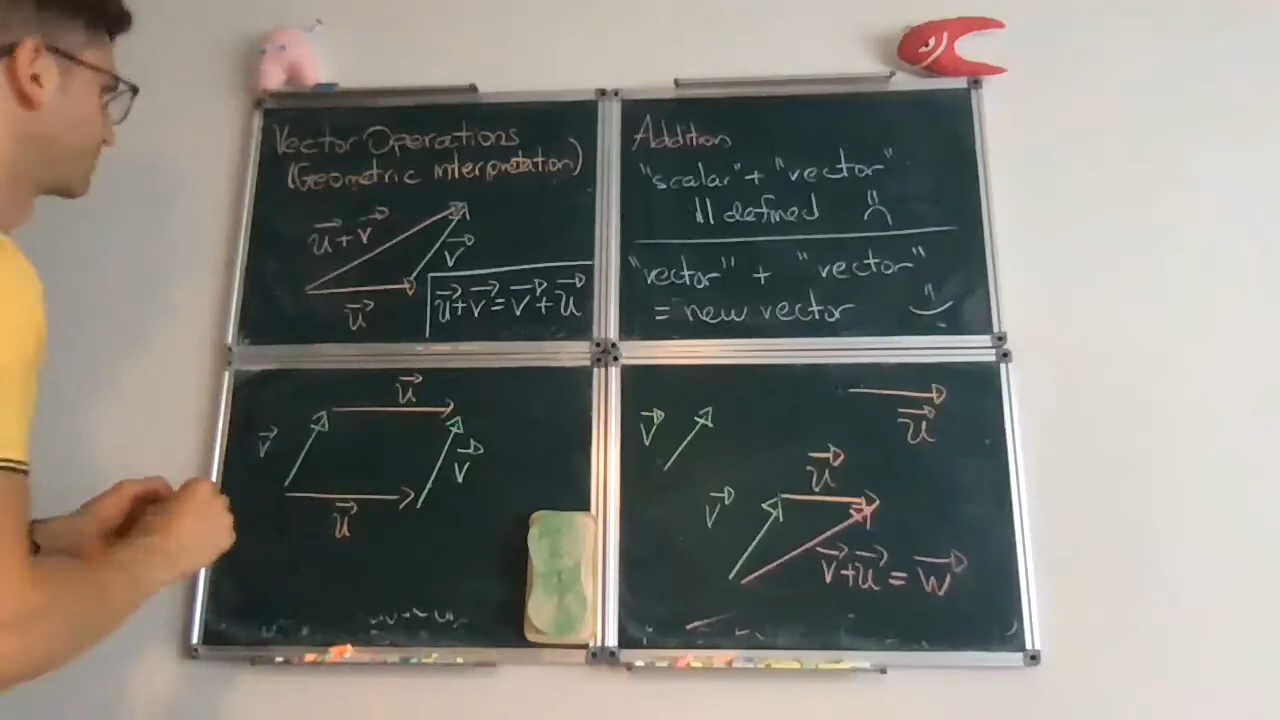 Vector Operations
(Geometric interpretation)
u⃗ + v⃗
v⃗
u⃗
u⃗+v⃗=v⃗+u⃗
Addition
"scalar" + "vector"
Ill defined
"vector" + "vector"
= new vector
u⃗
v⃗
v⃗
u⃗
v⃗
u⃗
u⃗
v⃗
v⃗+u⃗ = w⃗